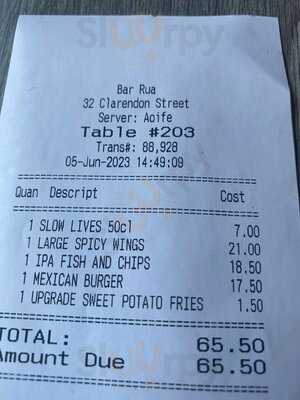 Bar Rua
32 Clarendon Street
Server: Aoife
Table #203
Trans#: 88,928
05-Jun-2023 14:49:09
Quan Descript Cost
1 SLOW LIVES 50cl 7.00
1 LARGE SPICY WINGS 21.00
1 IPA FISH AND CHIPS 18.50
1 MEXICAN BURGER 17.50
1 UPGRADE SWEET POTATO FRIES 1.50
TOTAL: 65.50
Amount Due 65.50
Slurrpy